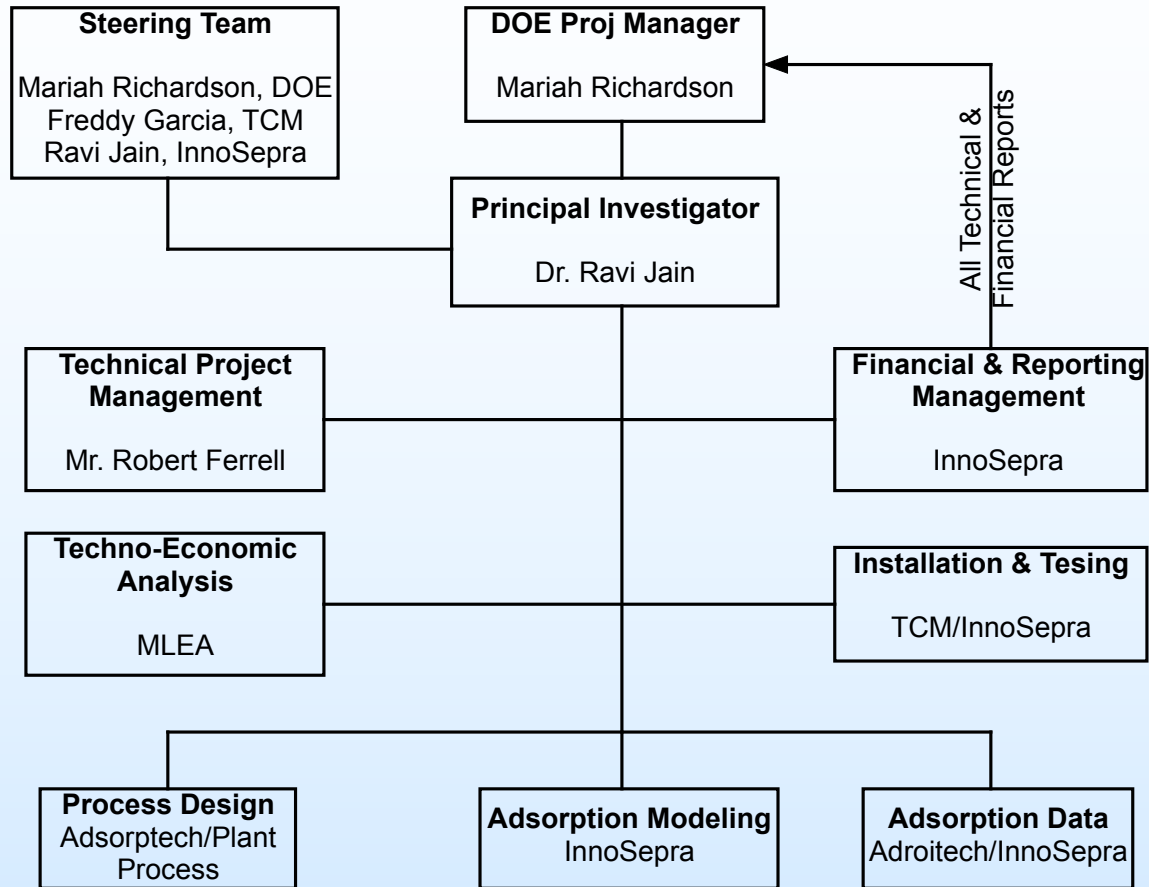 Steering Team
Mariah Richardson, DOE
Freddy Garcia, TCM
Ravi Jain, InnoSepra
DOE Proj Manager
Mariah Richardson
All Technical &
Financial Reports
Principal Investigator
Dr. Ravi Jain
Technical Project
Management
Mr. Robert Ferrell
Financial & Reporting
Management
InnoSepra
Techno-Economic
Analysis
MLEA
Installation & Tesing
TCM/InnoSepra
Process Design
Adsorptech/Plant
Process
Adsorption Modeling
InnoSepra
Adsorption Data
Adroitech/InnoSepra